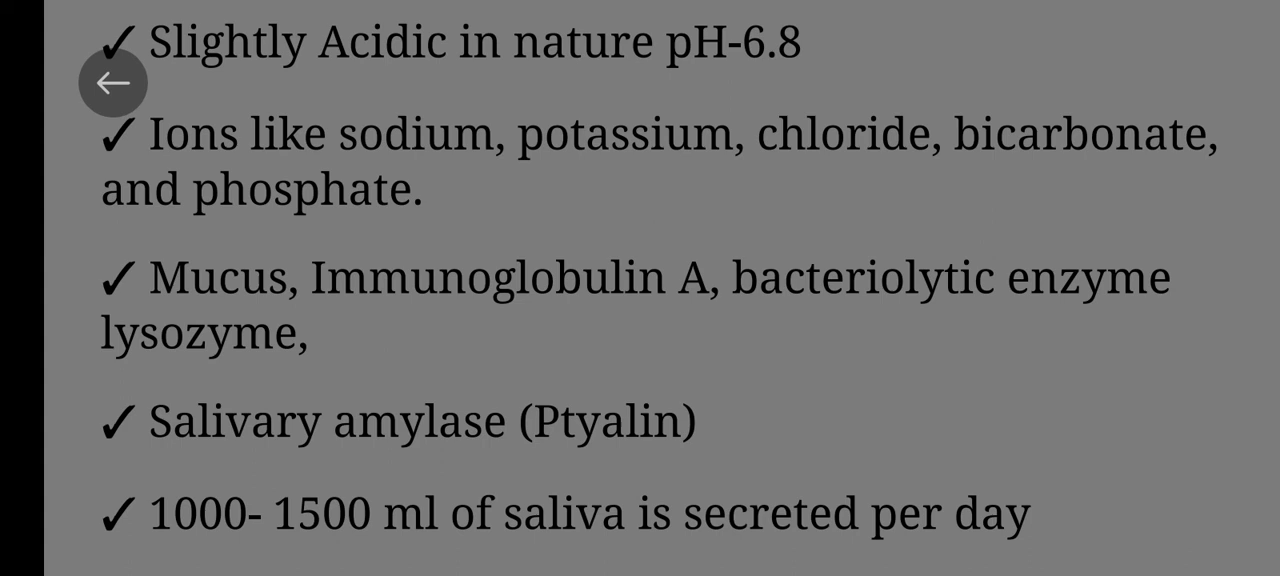 ✓ Slightly Acidic in nature pH-6.8
✓ Ions like sodium, potassium, chloride, bicarbonate,
and phosphate.
✓ Mucus, Immunoglobulin A, bacteriolytic enzyme
lysozyme,
✓ Salivary amylase (Ptyalin)
✓ 1000- 1500 ml of saliva is secreted per day